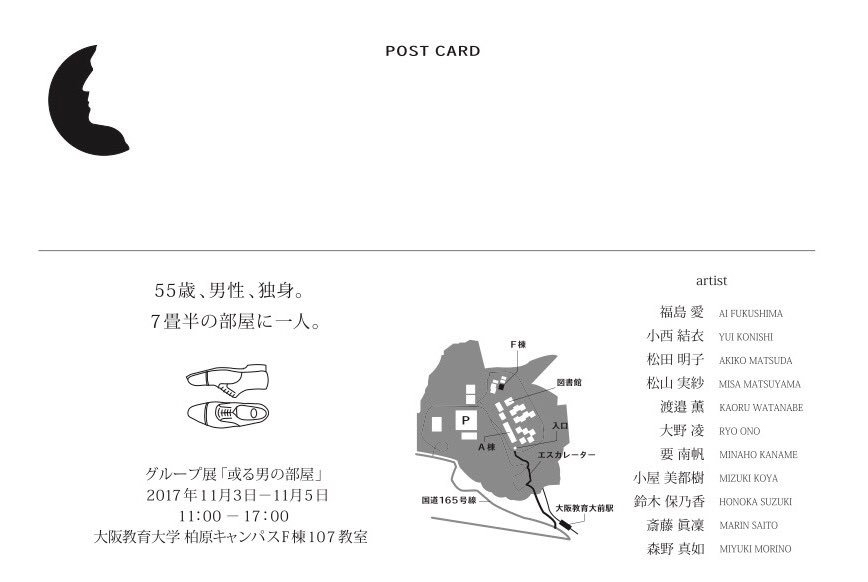 POST CARD
55歳、男性、独身。
7畳半の部屋に一人。
グループ展「或る男の部屋」
2017年11月3日－11月5日
11：00 － 17：00
大阪教育大学 柏原キャンパスF棟107教室
F棟
図書館
P
入口
A棟
エスカレーター
国道165号線
大阪教育大前駅
artist
福島 愛 AI FUKUSHIMA
小西 結衣 YUI KONISHI
松田 明子 AKIKO MATSUDA
松山 実紗 MISA MATSUYAMA
渡邉 薫 KAORU WATANABE
大野 凌 RYO ONO
要 南帆 MINAHO KANAME
小屋 美都樹 MIZUKI KOYA
鈴木 保乃香 HONOKA SUZUKI
斎藤 眞凜 MARIN SAITO
森野 真如 MIYUKI MORINO